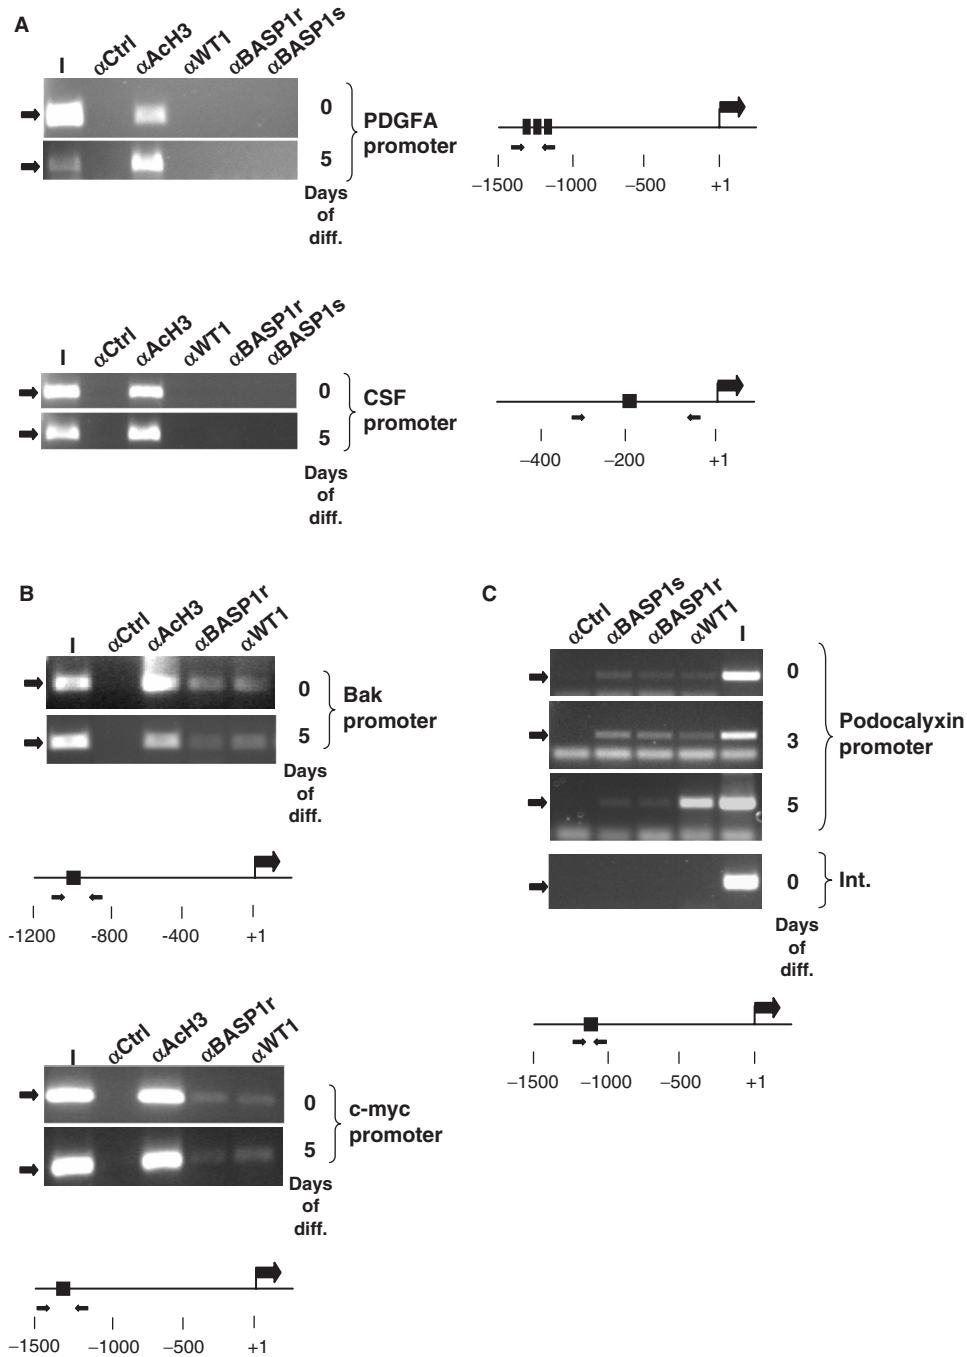 A
I αCtrl αAcH3 αWT1 αBASP1r αBASP1s
0
5
PDGFA
promoter
Days
of
diff.
−1500 −1000 −500 +1
I αCtrl αAcH3 αWT1 αBASP1r αBASP1s
0
5
CSF
promoter
Days
of
diff.
−400 −200 +1
B
I αCtrl αAcH3 αBASP1r αWT1
0
5
Bak
promoter
Days
of
diff.
-1200 -800 -400 +1
I αCtrl αAcH3 αBASP1r αWT1
0
5
c-myc
promoter
Days
of
diff.
−1500 −1000 −500 +1
C
αCtrl αBASP1s αBASP1r αWT1 I
0
3
5
Podocalyxin
promoter
0
Int.
Days
of
diff.
−1500 −1000 −500 +1